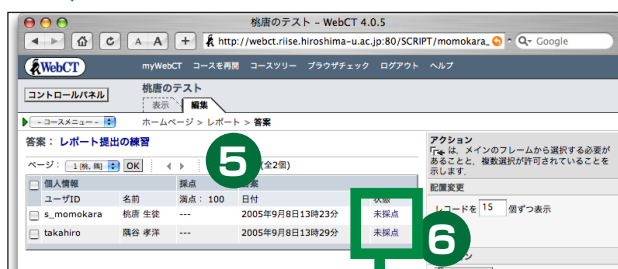 桃唐のテスト – WebCT 4.0.5
A A + http://webct.riise.hiroshima-u.ac.jp:80/SCRIPT/momokara_ Q- Google
WebCT myWebCT コースを再開 コースツリー ブラウザチェック ログアウト ヘルプ
コントロールパネル
桃唐のテスト
表示 編集
- コースメニュー - ホームページ > レポート > 答案
答案： レポート提出の練習
ページ： OK (全2個)
5
個人情報 採点 答案
ユーザID 名前 満点： 100 日付 状態
s_momokara 桃唐 生徒 --- 2005年9月8日13時23分 未採点
takahiro 隅谷 孝洋 --- 2005年9月8日13時29分 未採点
6
アクション
は、メインのフレームから選択する必要が
あることと、複数選択が許可されていることを
示します.
配置変更
レコードを 15 個ずつ表示